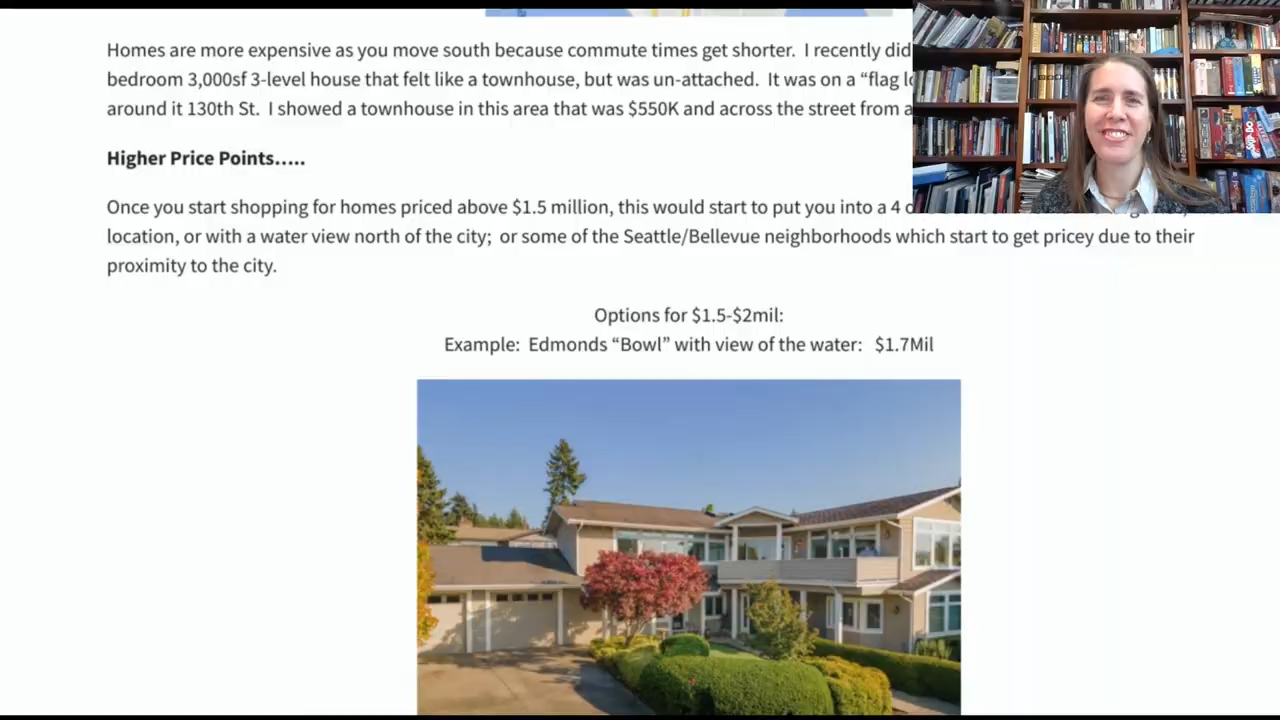 Homes are more expensive as you move south because commute times get shorter.  I recently did
bedroom 3,000sf 3-level house that felt like a townhouse, but was un-attached.  It was on a “flag
around it 130th St.  I showed a townhouse in this area that was $550K and across the street from a
Higher Price Points…..
Once you start shopping for homes priced above $1.5 million, this would start to put you into a 4
location, or with a water view north of the city;  or some of the Seattle/Bellevue neighborhoods which start to get pricey due to their
proximity to the city.
Options for $1.5-$2mil:
Example:  Edmonds “Bowl” with view of the water:   $1.7Mil